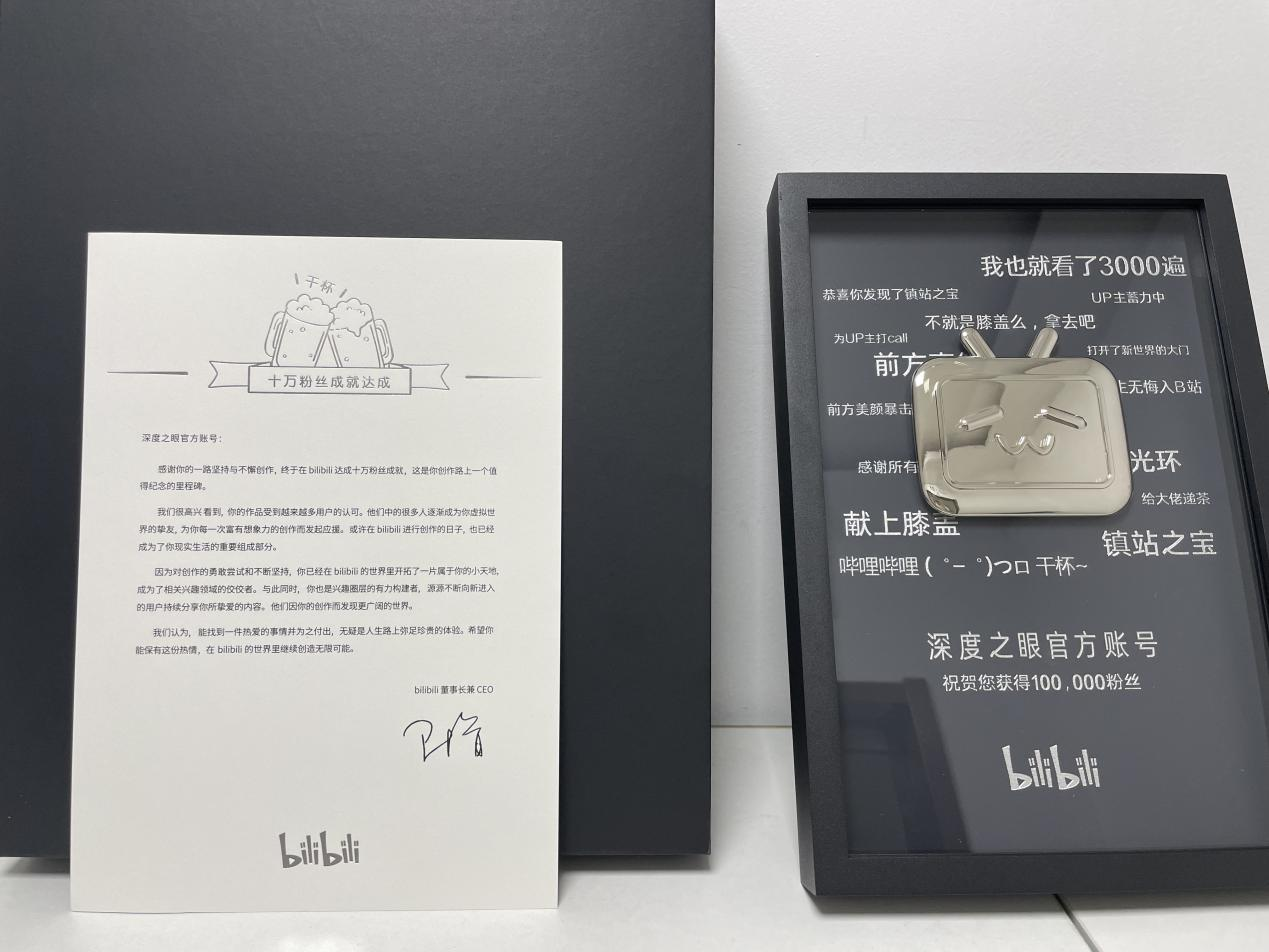 干杯
十万粉丝成就达成
深度之眼官方账号：
感谢你的一路坚持与不懈创作，终于在 bilibili 达成十万粉丝成就，这是你创作路上一个值
得纪念的里程碑。
我们很高兴看到，你的作品受到越来越多用户的认可。他们中的很多人逐渐成为你虚拟世
界的挚友，为你每一次富有想象力的创作而发起应援。或许在 bilibili 进行创作的日子，也已经
成为了你现实生活的重要组成部分。
因为对创作的勇敢尝试和不断坚持，你已经在 bilibili 的世界里开拓了一片属于你的小天地，
成为了相关兴趣领域的佼佼者。与此同时，你也是兴趣圈层的有力构建者，源源不断向新进入
的用户持续分享你所挚爱的内容。他们因你的创作而发现更广阔的世界。
我们认为，能找到一件热爱的事情并为之付出，无疑是人生路上弥足珍贵的体验。希望你
能保有这份热情，在 bilibili 的世界里继续创造无限可能。
bilibili 董事长兼 CEO
bilibili
我也就看了3000遍
恭喜你发现了镇站之宝
UP主蓄力中
不就是膝盖么，拿去吧
为UP主打call
打开了新世界的大门
前方
生无悔入B站
前方美颜暴击
感谢所有
光环
给大佬递茶
献上膝盖
镇站之宝
哔哩哔哩 ( ゜- ゜)つロ 干杯~
深度之眼官方账号
祝贺您获得100,000粉丝
bilibili